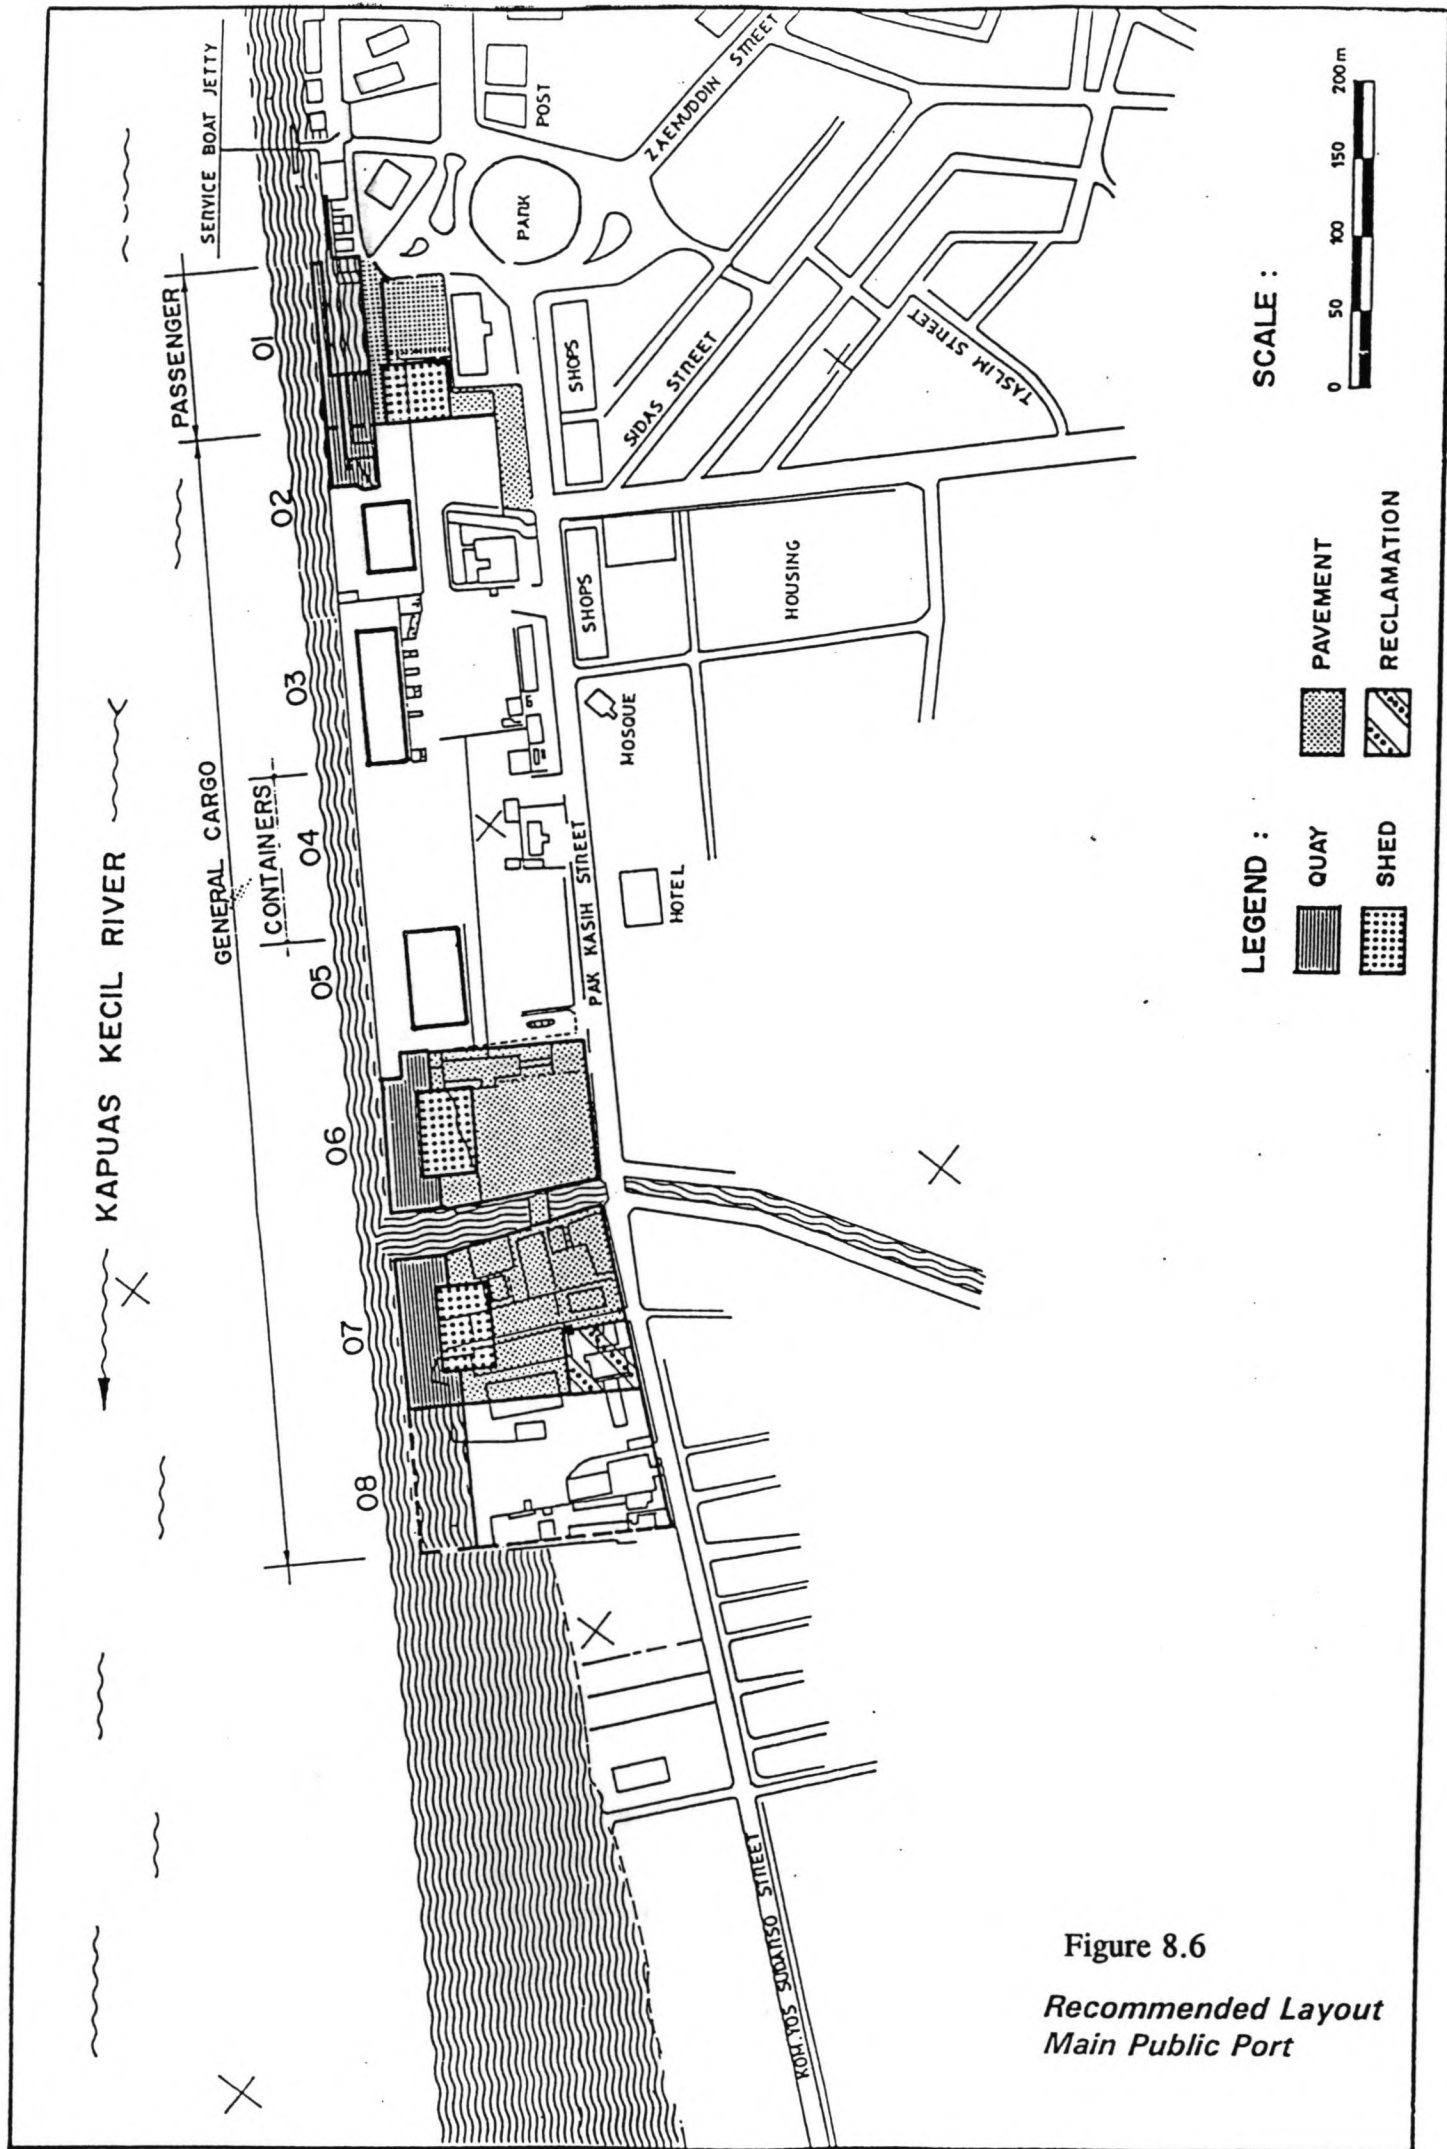 KAPUAS KECIL RIVER
SERVICE BOAT JETTY
PASSENGER
GENERAL CARGO
CONTAINERS
01
02
03
04
05
06
07
08
POST
PARK
ZAENUDDIN STREET
SHOPS
SIDAS STREET
TASLIM STREET
SHOPS
HOUSING
MOSQUE
HOTEL
PAK KASIH STREET
KOM.YOS SUDARSO STREET
SCALE :
0 50 100 150 200m
LEGEND :
QUAY
PAVEMENT
SHED
RECLAMATION
Figure 8.6
Recommended Layout
Main Public Port